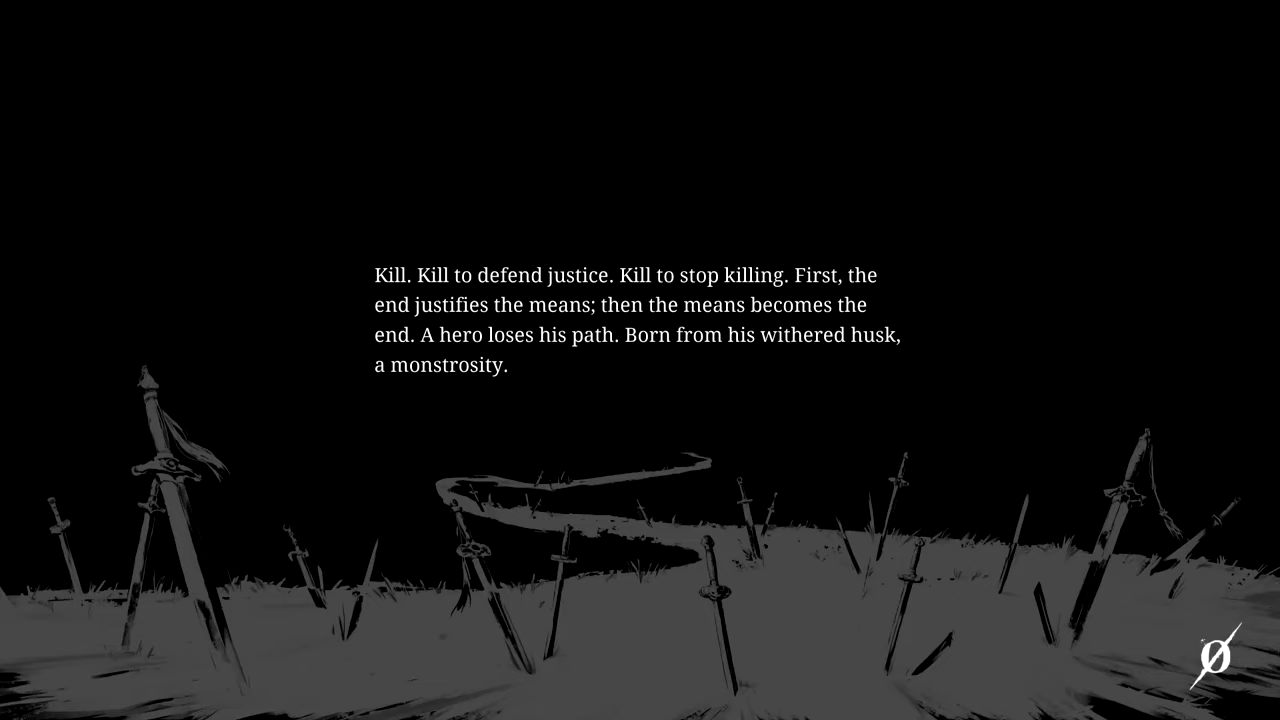 Kill. Kill to defend justice. Kill to stop killing. First, the
end justifies the means; then the means becomes the
end. A hero loses his path. Born from his withered husk,
a monstrosity.